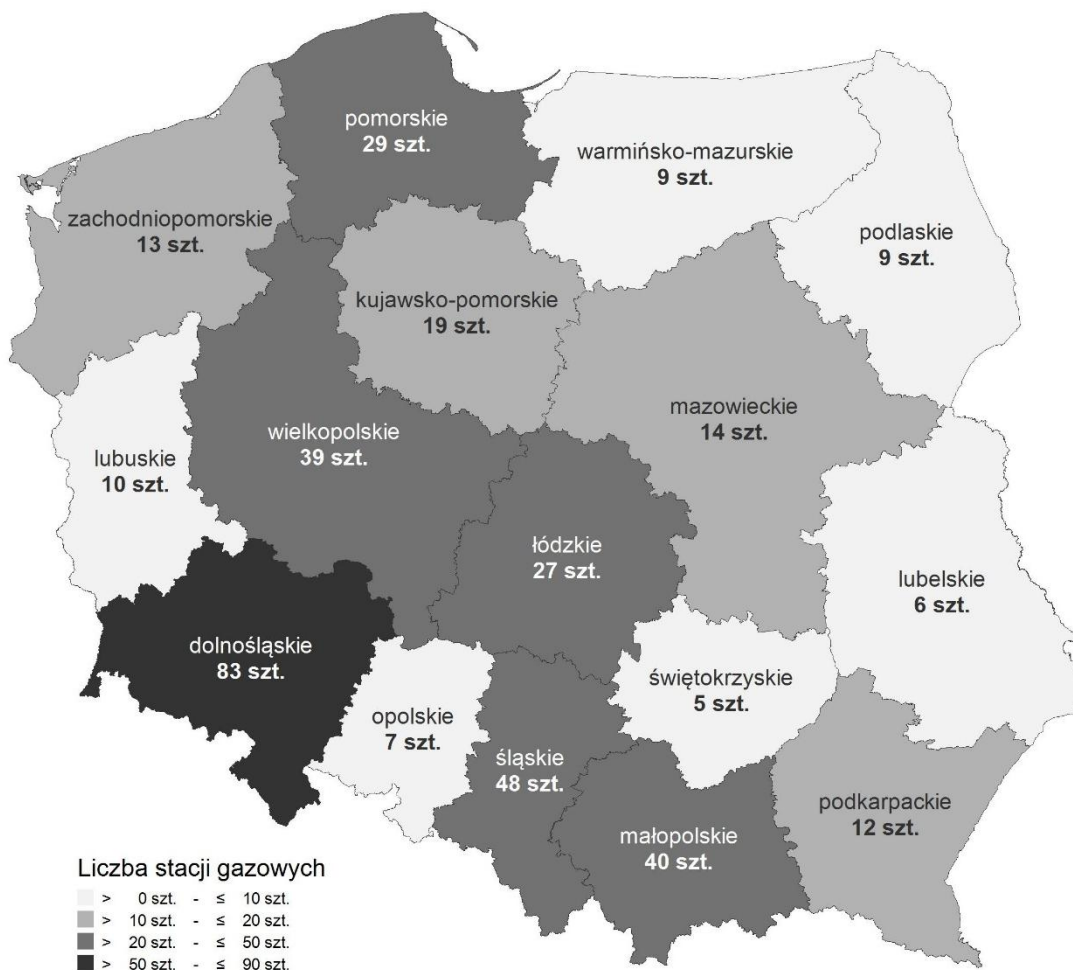 pomorskie
29 szt.
warmińsko-mazurskie
9 szt.
zachodniopomorskie
13 szt.
podlaskie
9 szt.
kujawsko-pomorskie
19 szt.
mazowieckie
14 szt.
wielkopolskie
39 szt.
lubuskie
10 szt.
łódzkie
27 szt.
lubelskie
6 szt.
dolnośląskie
83 szt.
świętokrzyskie
5 szt.
opolskie
7 szt.
śląskie
48 szt.
podkarpackie
12 szt.
małopolskie
40 szt.
Liczba stacji gazowych
> 0 szt. - ≤ 10 szt.
> 10 szt. - ≤ 20 szt.
> 20 szt. - ≤ 50 szt.
> 50 szt. - ≤ 90 szt.